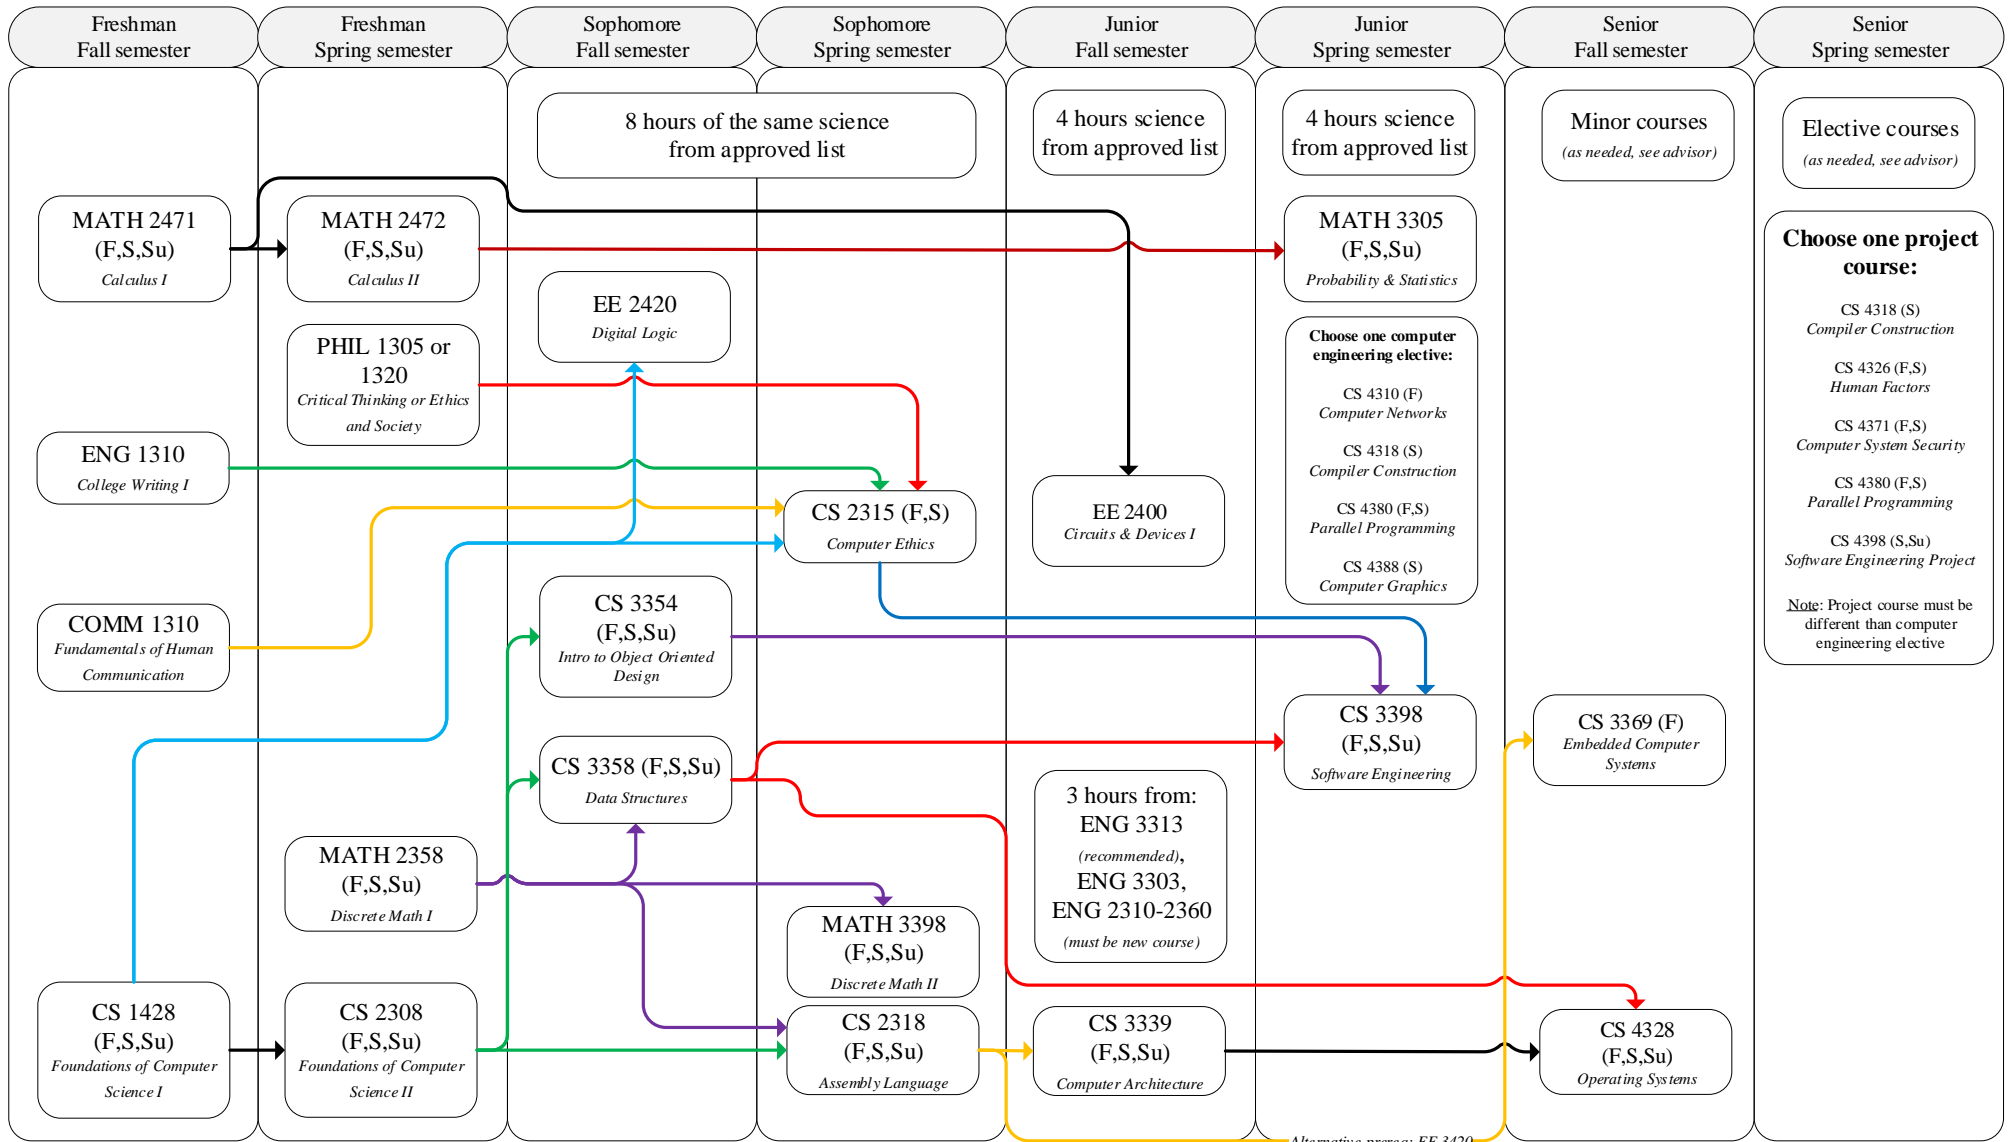 Freshman
Fall semester
Freshman
Spring semester
Sophomore
Fall semester
Sophomore
Spring semester
Junior
Fall semester
Junior
Spring semester
Senior
Fall semester
Senior
Spring semester
MATH 2471
(F,S,Su)
Calculus I
ENG 1310
College Writing I
COMM 1310
Fundamentals of Human
Communication
CS 1428
(F,S,Su)
Foundations of Computer
Science I
MATH 2472
(F,S,Su)
Calculus II
PHIL 1305 or
1320
Critical Thinking or Ethics
and Society
MATH 2358
(F,S,Su)
Discrete Math I
CS 2308
(F,S,Su)
Foundations of Computer
Science II
8 hours of the same science
from approved list
EE 2420
Digital Logic
CS 3354
(F,S,Su)
Intro to Object Oriented
Design
CS 3358 (F,S,Su)
Data Structures
CS 2315 (F,S)
Computer Ethics
MATH 3398
(F,S,Su)
Discrete Math II
CS 2318
(F,S,Su)
Assembly Language
4 hours science
from approved list
EE 2400
Circuits & Devices I
3 hours from:
ENG 3313
(recommended),
ENG 3303,
ENG 2310-2360
(must be new course)
CS 3339
(F,S,Su)
Computer Architecture
4 hours science
from approved list
MATH 3305
(F,S,Su)
Probability & Statistics
Choose one computer
engineering elective:
CS 4310 (F)
Computer Networks
CS 4318 (S)
Compiler Construction
CS 4380 (F,S)
Parallel Programming
CS 4388 (S)
Computer Graphics
CS 3398
(F,S,Su)
Software Engineering
Alternative prereq: EE 3420
Minor courses
(as needed, see advisor)
CS 3369 (F)
Embedded Computer
Systems
CS 4328
(F,S,Su)
Operating Systems
Elective courses
(as needed, see advisor)
Choose one project
course:
CS 4318 (S)
Compiler Construction
CS 4326 (F,S)
Human Factors
CS 4371 (F,S)
Computer System Security
CS 4380 (F,S)
Parallel Programming
CS 4398 (S,Su)
Software Engineering Project
Note: Project course must be
different than computer
engineering elective